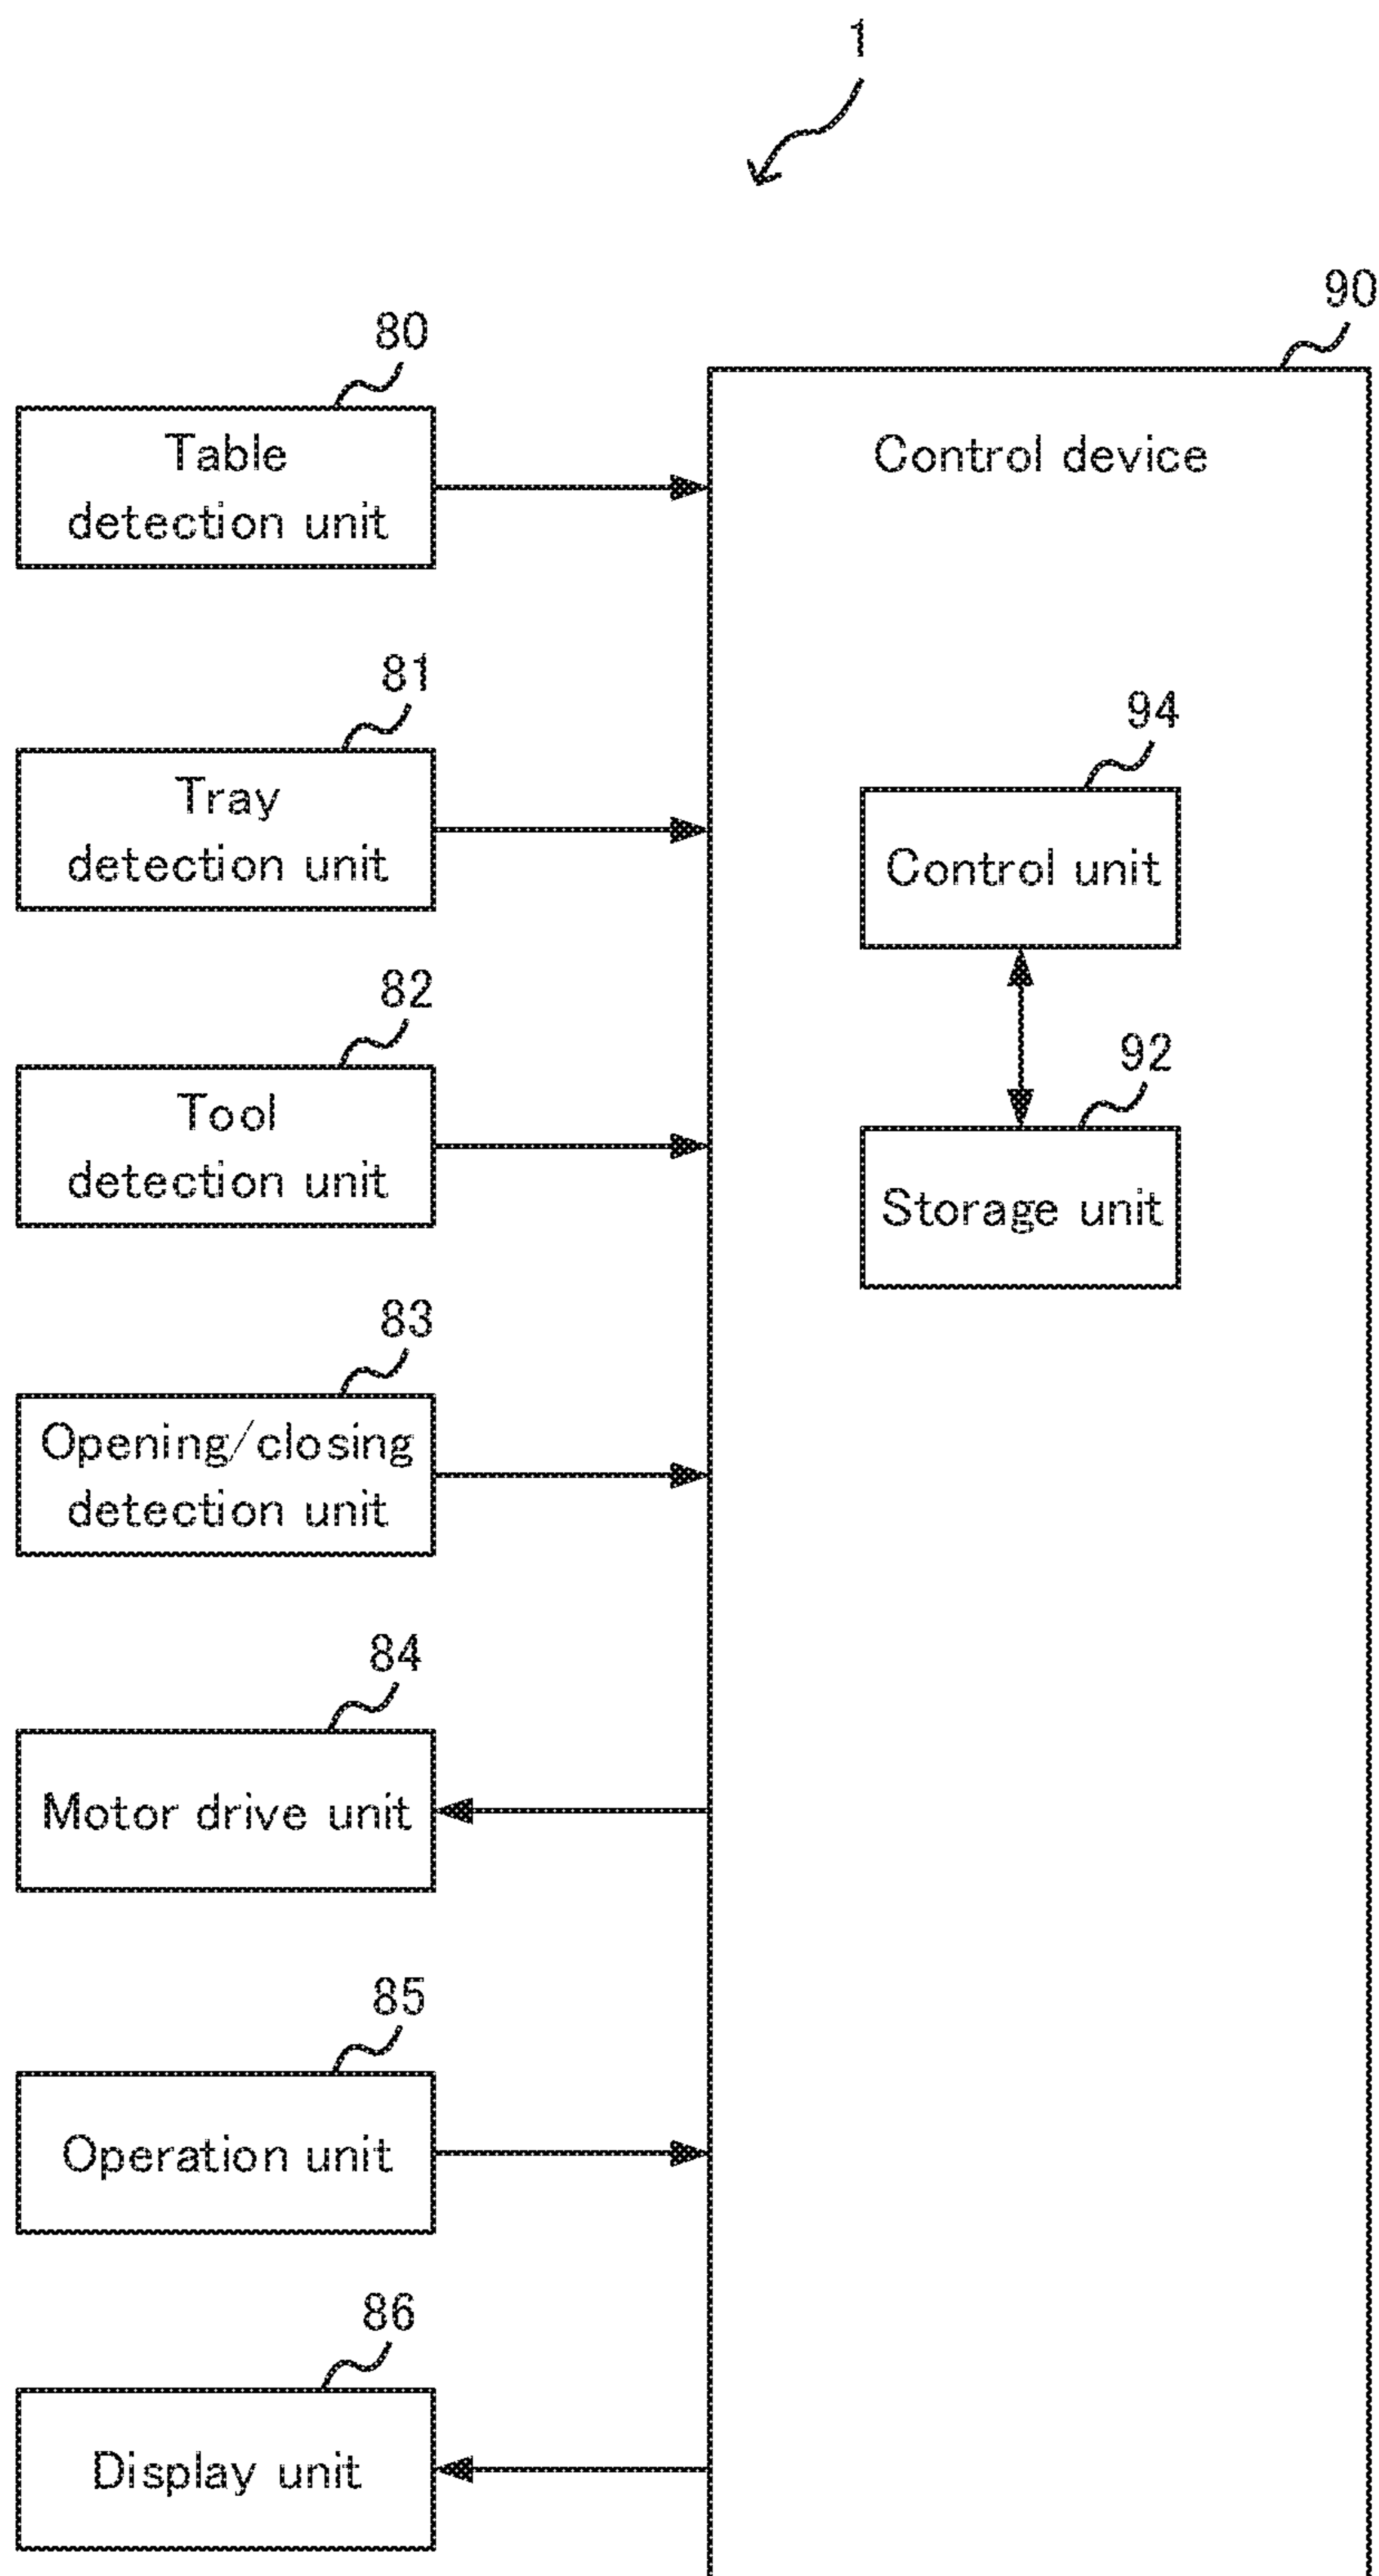 1
90
80
Table
detection unit
Control device
81
Tray
detection unit
94
Control unit
82
Tool
detection unit
92
Storage unit
83
Opening/closing
detection unit
84
Motor drive unit
85
Operation unit
86
Display unit